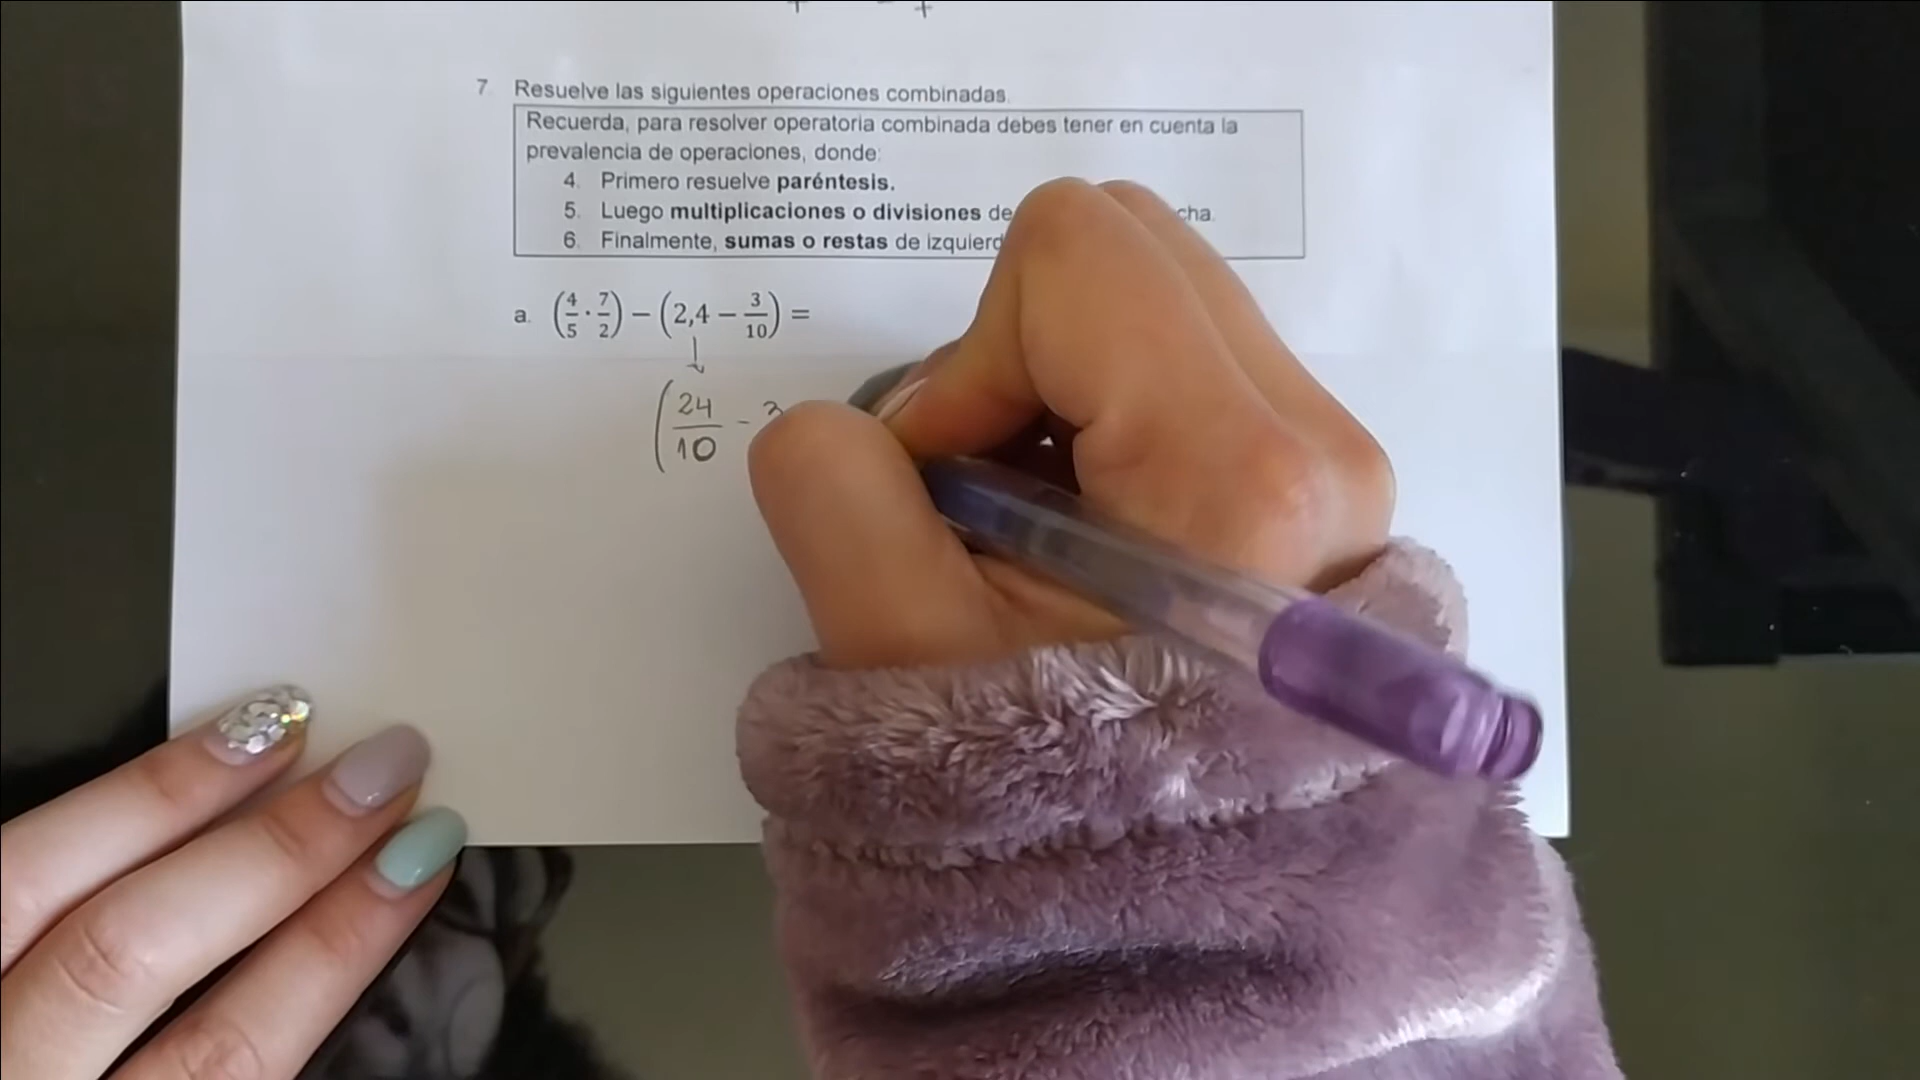 7. Resuelve las siguientes operaciones combinadas.
Recuerda, para resolver operatoria combinada debes tener en cuenta la
prevalencia de operaciones, donde:
4. Primero resuelve paréntesis.
5. Luego multiplicaciones o divisiones de cha.
6. Finalmente, sumas o restas de izquierd
a. (4/5 · 7/2) − (2,4 − 3/10) =
(24/10 - 3